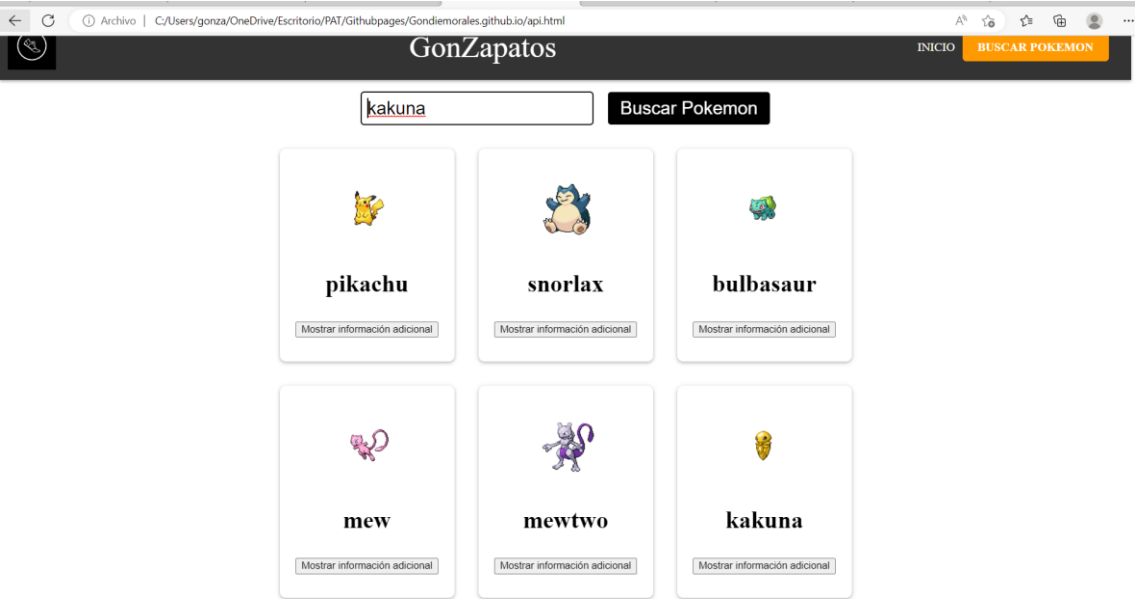 Archivo | C:/Users/gonza/OneDrive/Escritorio/PAT/Githubpages/Gondiemorales.github.io/api.html
GonZapatos INICIO BUSCAR POKEMON
kakuna Buscar Pokemon
pikachu snorlax bulbasaur
Mostrar información adicional Mostrar información adicional Mostrar información adicional
mew mewtwo kakuna
Mostrar información adicional Mostrar información adicional Mostrar información adicional